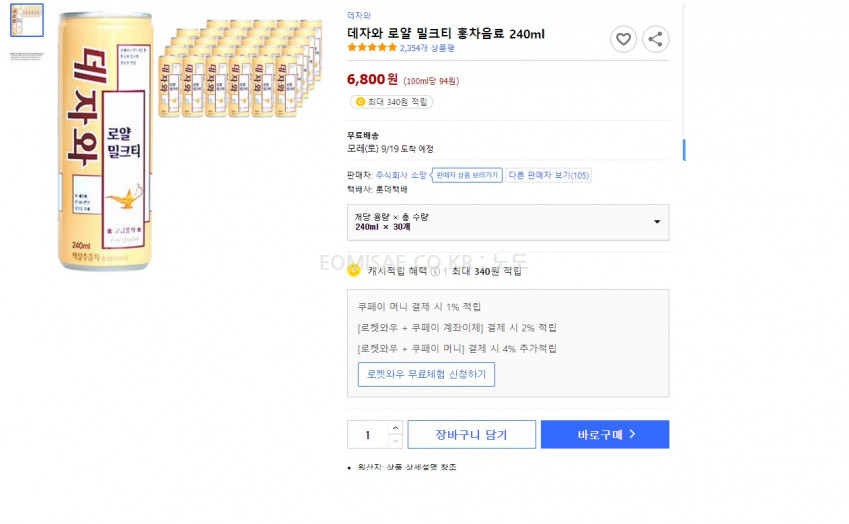 데자와
로얄
밀크티
고급홍차
Tea Quality
240ml
데자와
데자와 로얄 밀크티 홍차음료 240ml
2,354개 상품평
6,800원 (100ml당 94원)
최대 340원 적립
무료배송
모레(토) 9/19 도착 예정
판매자: 주식회사 소망 판매자 상품 보러가기 다른 판매자 보기(105)
택배사: 롯데택배
개당 용량 × 총 수량
240ml × 30개
EOMISAE.CO.KR : 노도
캐시적립 혜택 ⓘ | 최대 340원 적립
쿠페이 머니 결제 시 1% 적립
[로켓와우 + 쿠페이 계좌이체] 결제 시 2% 적립
[로켓와우 + 쿠페이 머니] 결제 시 4% 추가적립
로켓와우 무료체험 신청하기
1 장바구니 담기 바로구매 >
• 원산지: 상품 상세설명 참조